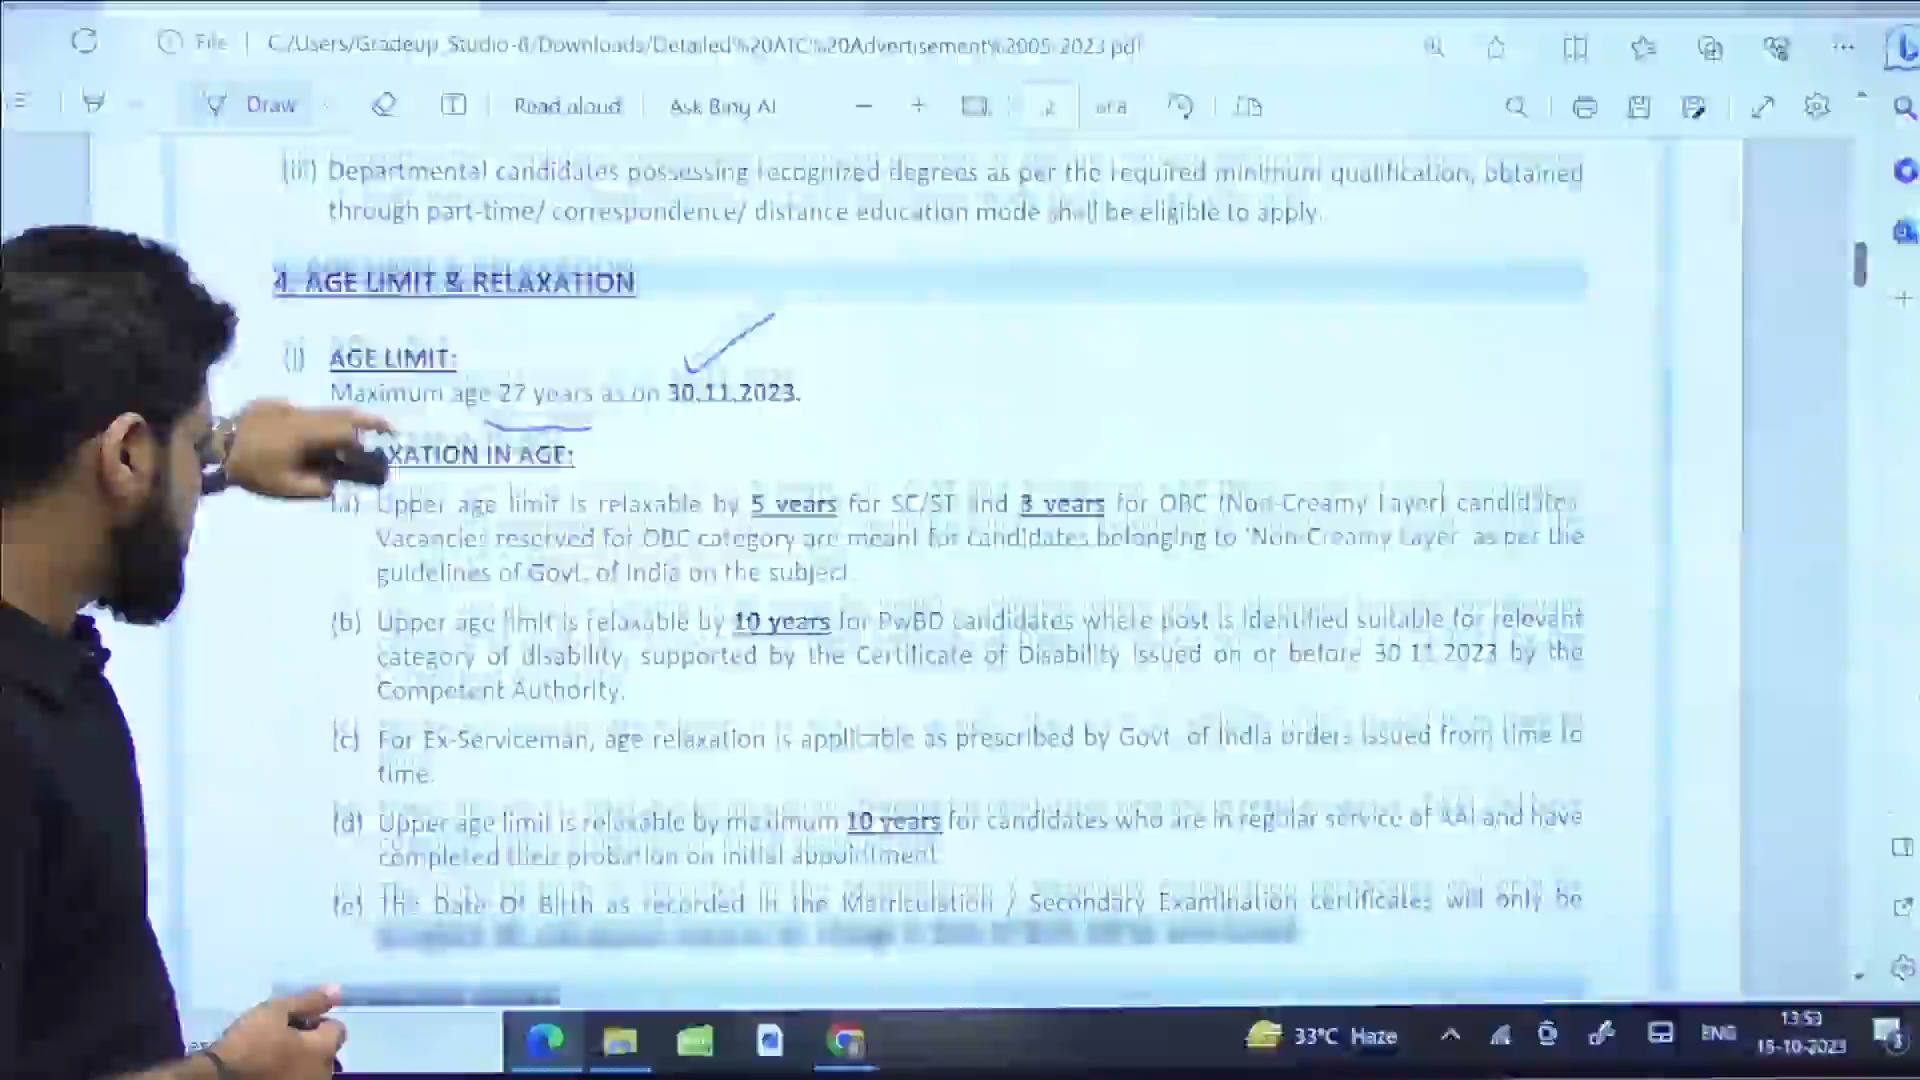 File C:/Users/Gradeup Studio-8/Downloads/Detailed%20ATC%20Advertisement%2005-2023.pdf
Draw Read aloud Ask Bing AI 2 of 8
(iii) Departmental candidates possessing recognized degrees as per the required minimum qualification, obtained
through part-time/ correspondence/ distance education mode shall be eligible to apply.
4. AGE LIMIT & RELAXATION
(i) AGE LIMIT:
Maximum age 27 years as on 30.11.2023.
AXATION IN AGE:
(a) Upper age limit is relaxable by 5 years for SC/ST and 3 years for OBC (Non-Creamy Layer) candidates.
Vacancies reserved for OBC category are meant for candidates belonging to 'Non-Creamy Layer' as per the
guidelines of Govt. of India on the subject.
(b) Upper age limit is relaxable by 10 years for PwBD candidates where post is identified suitable for relevant
category of disability, supported by the Certificate of Disability issued on or before 30.11.2023 by the
Competent Authority.
(c) For Ex-Serviceman, age relaxation is applicable as prescribed by Govt. of India orders issued from time to
time.
(d) Upper age limit is relaxable by maximum 10 years for candidates who are in regular service of AAI and have
completed their probation on initial appointment.
(e) The Date Of Birth as recorded in the Matriculation / Secondary Examination certificates will only be
33°C Haze ENG 13:53
15-10-2023